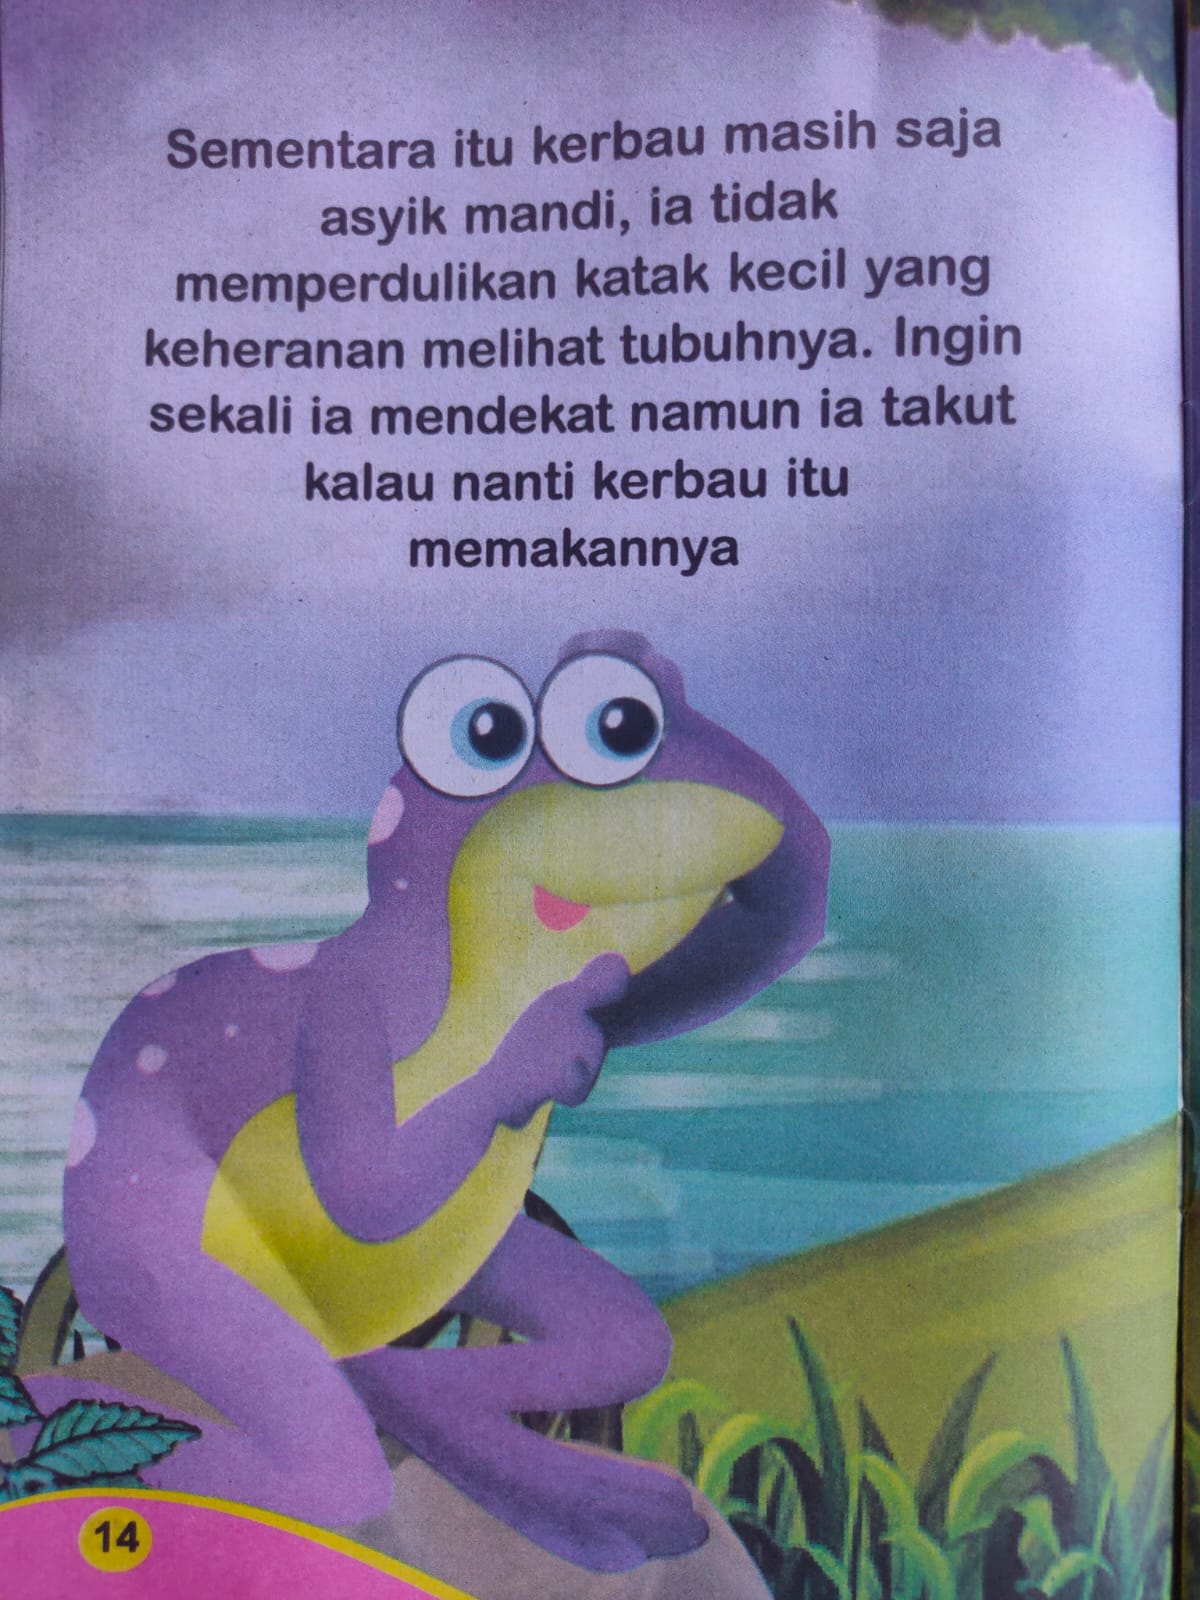 Sementara itu kerbau masih saja
asyik mandi, ia tidak
memperdulikan katak kecil yang
keheranan melihat tubuhnya. Ingin
sekali ia mendekat namun ia takut
kalau nanti kerbau itu
memakannya
14